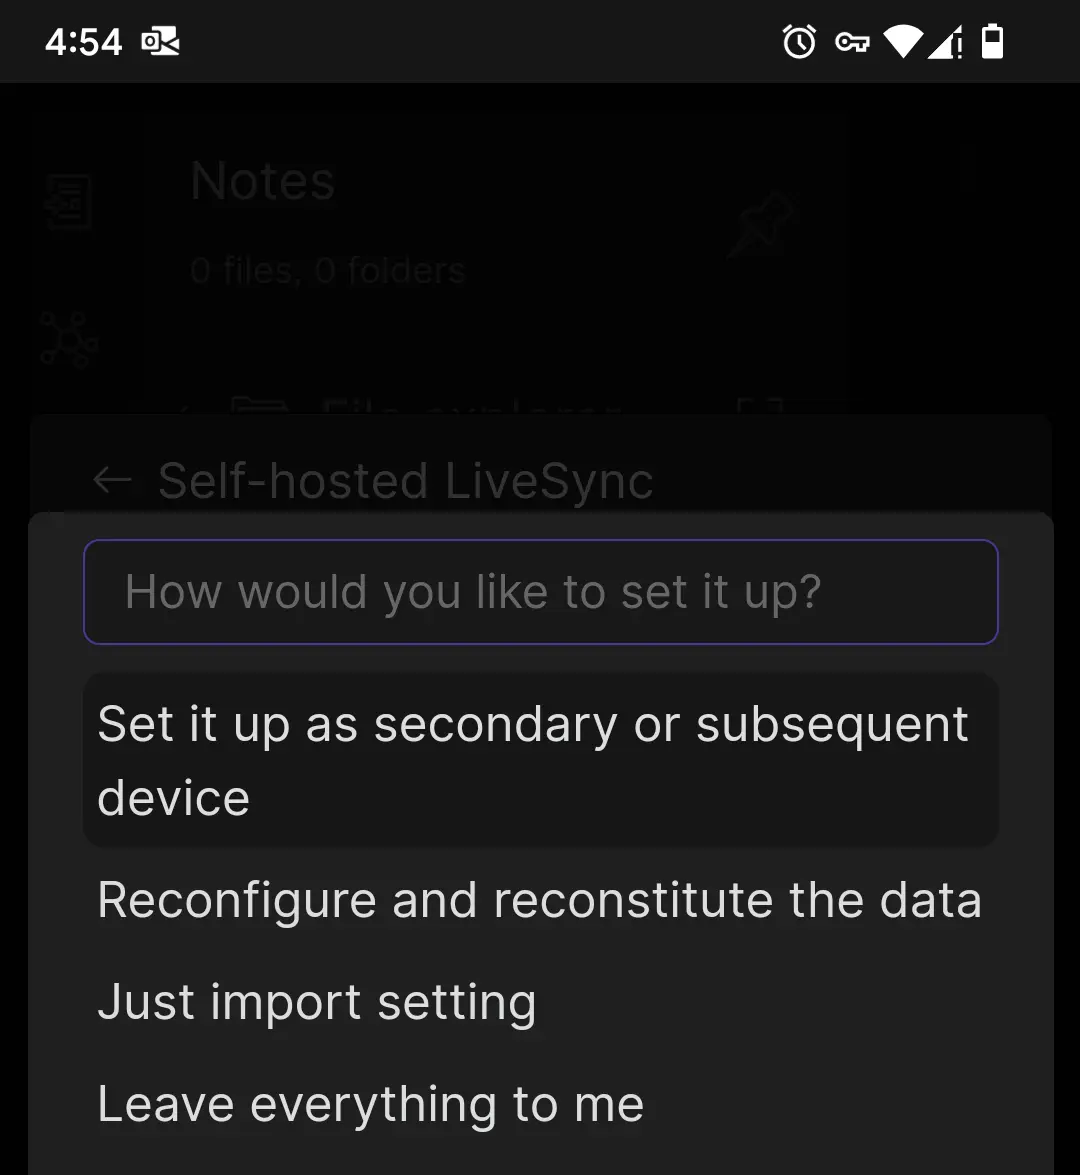 4:54
Notes
0 files, 0 folders
File explorer
Self-hosted LiveSync
How would you like to set it up?
Set it up as secondary or subsequent
device
Reconfigure and reconstitute the data
Just import setting
Leave everything to me